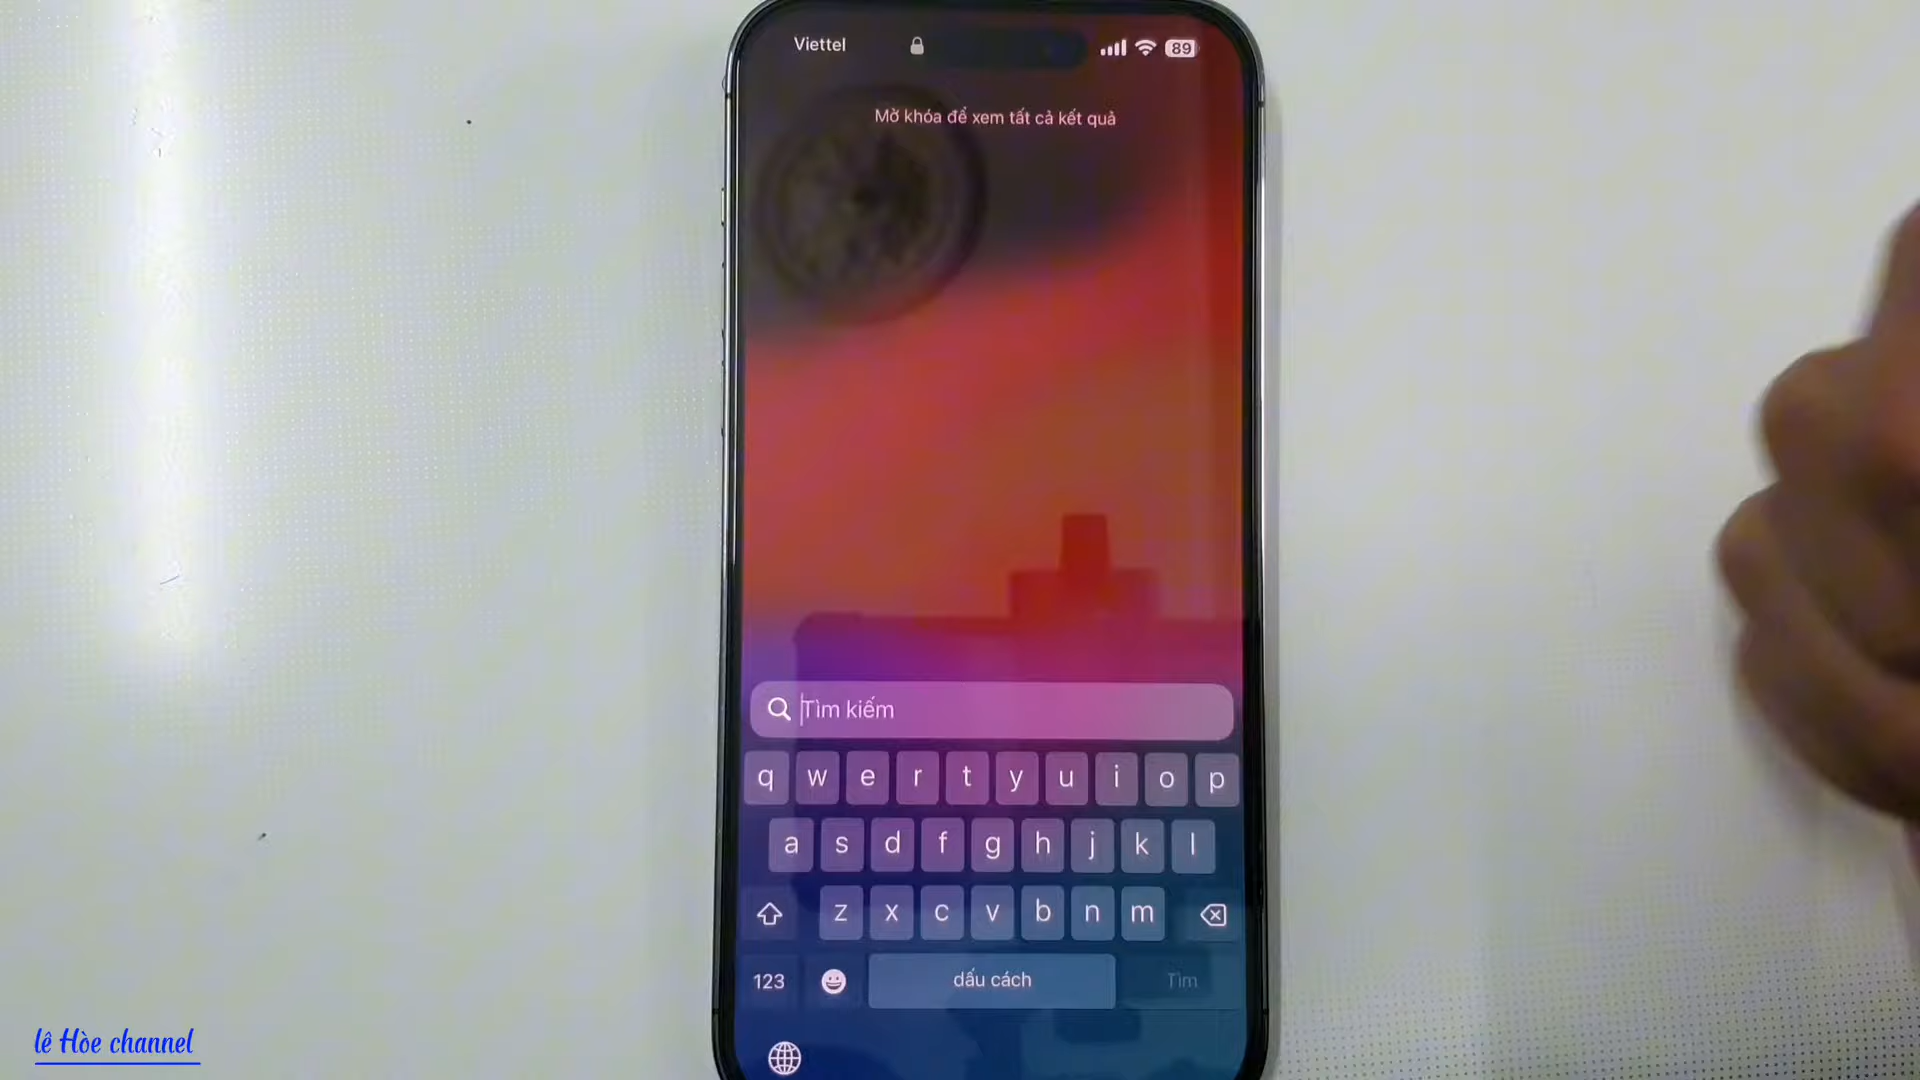 Viettel 89
Mở khóa để xem tất cả kết quả
Tìm kiếm
q w e r t y u i o p
a s d f g h j k l
z x c v b n m
123 dấu cách Tìm
lê Hòe channel